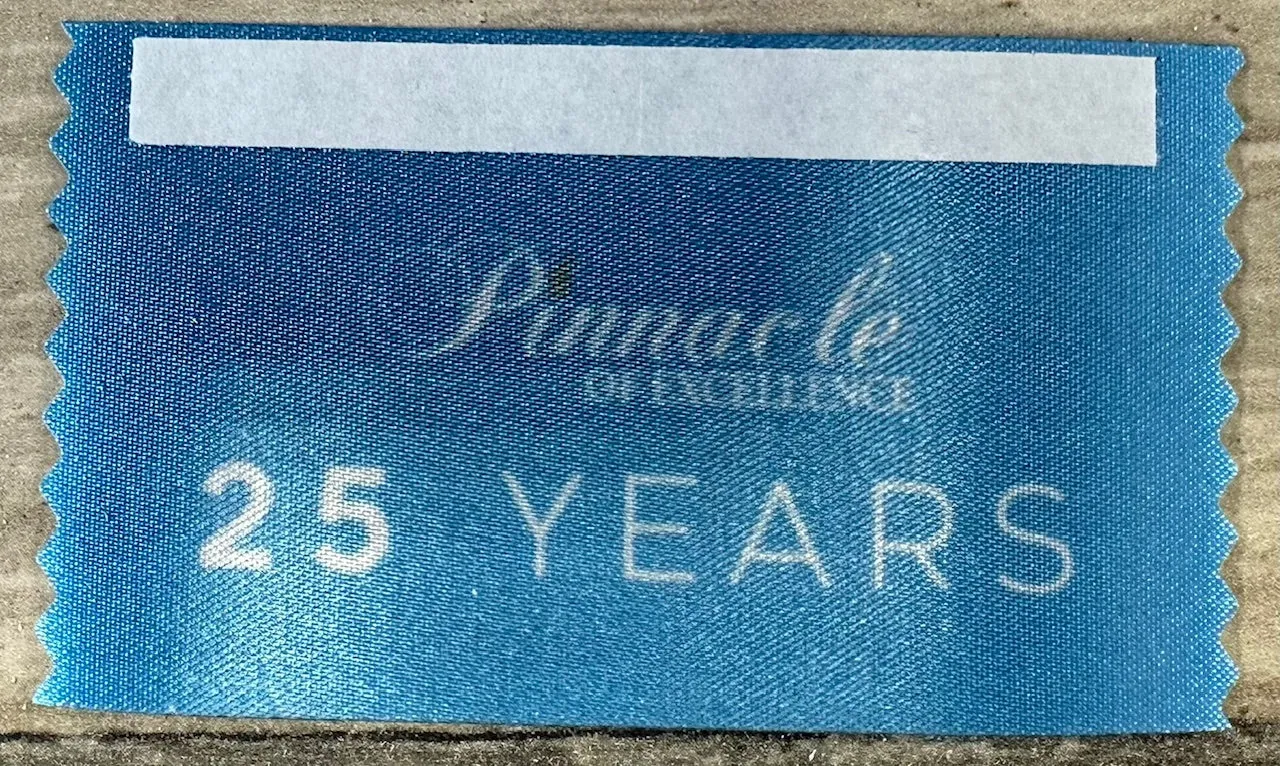 Pinnacle
OF EXCELLENCE
25 YEARS